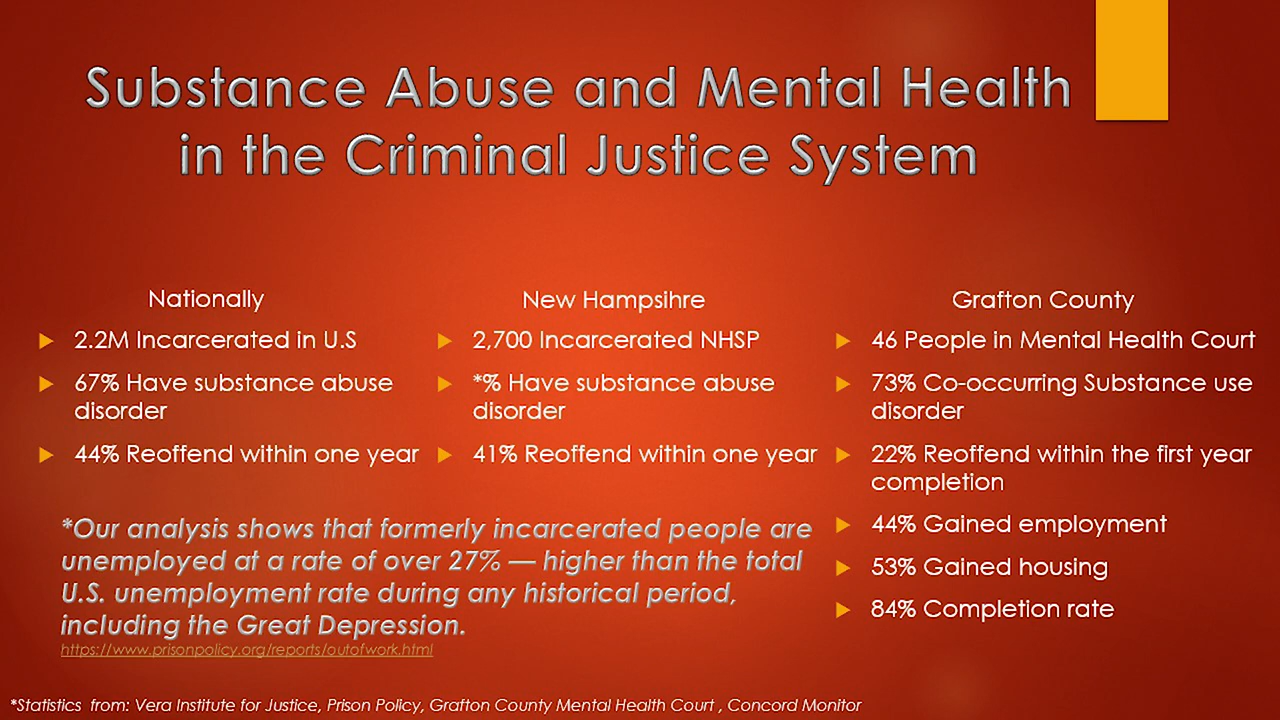 Substance Abuse and Mental Health
in the Criminal Justice System
Nationally
2.2M Incarcerated in U.S
67% Have substance abuse
disorder
44% Reoffend within one year
New Hampsihre
2,700 Incarcerated NHSP
*% Have substance abuse
disorder
41% Reoffend within one year
Grafton County
46 People in Mental Health Court
73% Co-occurring Substance use
disorder
22% Reoffend within the first year
completion
44% Gained employment
53% Gained housing
84% Completion rate
*Our analysis shows that formerly incarcerated people are
unemployed at a rate of over 27% — higher than the total
U.S. unemployment rate during any historical period,
including the Great Depression.
https://www.prisonpolicy.org/reports/outofwork.html
*Statistics from: Vera Institute for Justice, Prison Policy, Grafton County Mental Health Court , Concord Monitor